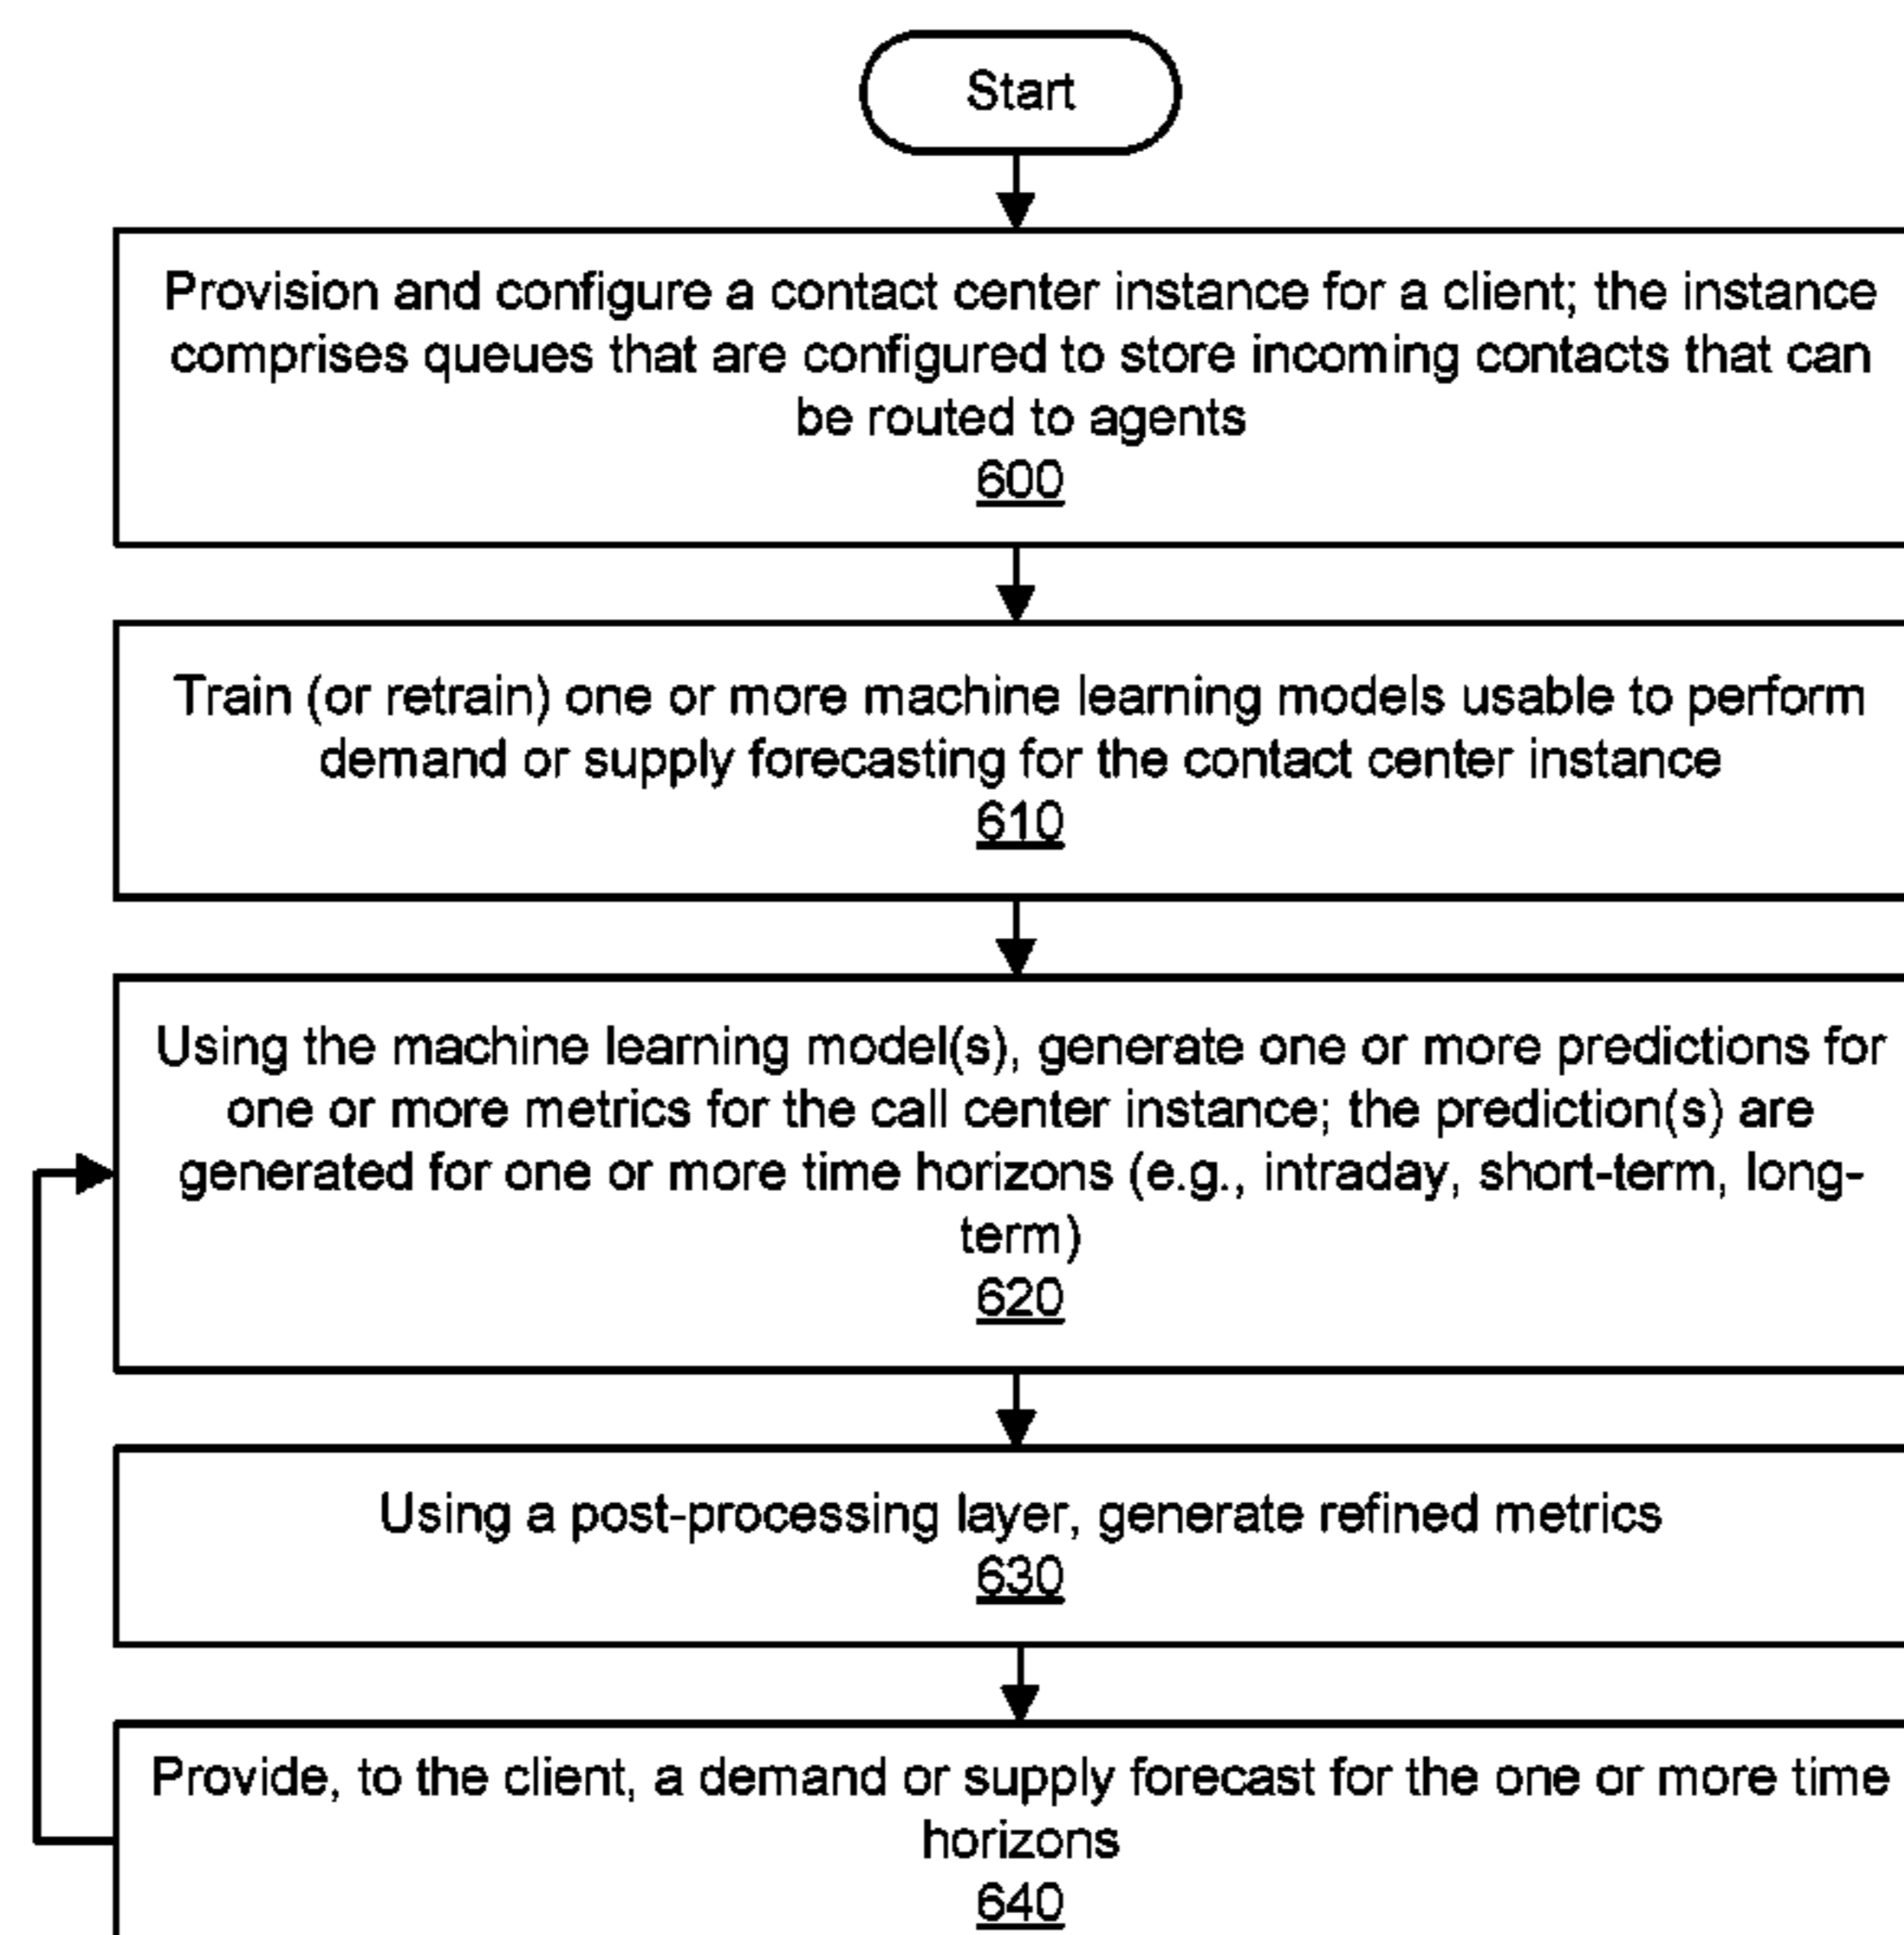 Start
Provision and configure a contact center instance for a client; the instance
comprises queues that are configured to store incoming contacts that can
be routed to agents
600
Train (or retrain) one or more machine learning models usable to perform
demand or supply forecasting for the contact center instance
610
Using the machine learning model(s), generate one or more predictions for
one or more metrics for the call center instance; the prediction(s) are
generated for one or more time horizons (e.g., intraday, short-term, long-
term)
620
Using a post-processing layer, generate refined metrics
630
Provide, to the client, a demand or supply forecast for the one or more time
horizons
640